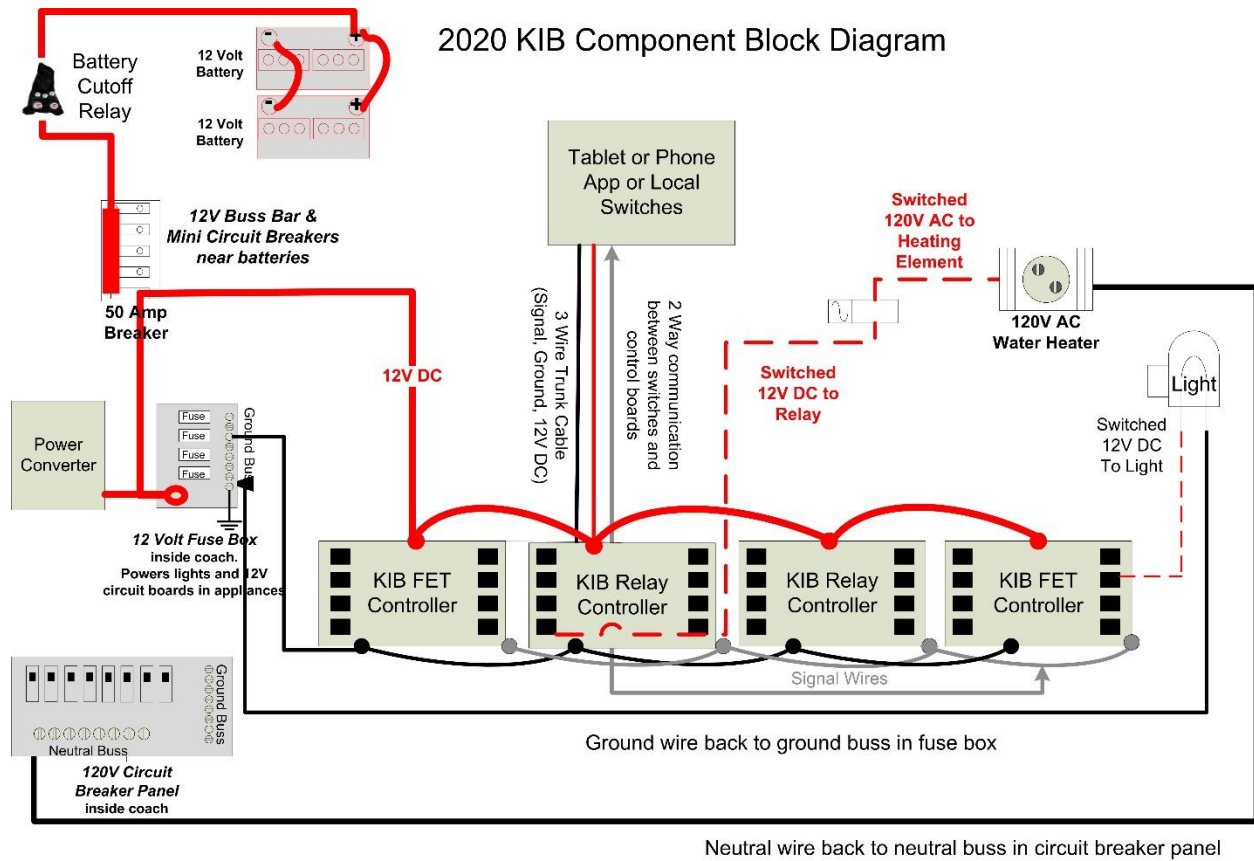 2020 KIB Component Block Diagram
-
+
12 Volt
Battery
-
+
12 Volt
Battery
Battery
Cutoff
Relay
12V Buss Bar &
Mini Circuit Breakers
near batteries
50 Amp
Breaker
Tablet or Phone
App or Local
Switches
Switched
120V AC to
Heating
Element
120V AC
Water Heater
3 Wire Trunk Cable
(Signal, Ground, 12V DC)
2 Way communication
between switches and
control boards
12V DC
Switched
12V DC to
Relay
Light
Switched
12V DC
To Light
Power
Converter
Fuse
Fuse
Fuse
Fuse
Ground Buss
12 Volt Fuse Box
inside coach.
Powers lights and 12V
circuit boards in appliances
KIB FET
Controller
KIB Relay
Controller
KIB Relay
Controller
KIB FET
Controller
Signal Wires
Ground Buss
Neutral Buss
120V Circuit
Breaker Panel
inside coach
Ground wire back to ground buss in fuse box
Neutral wire back to neutral buss in circuit breaker panel